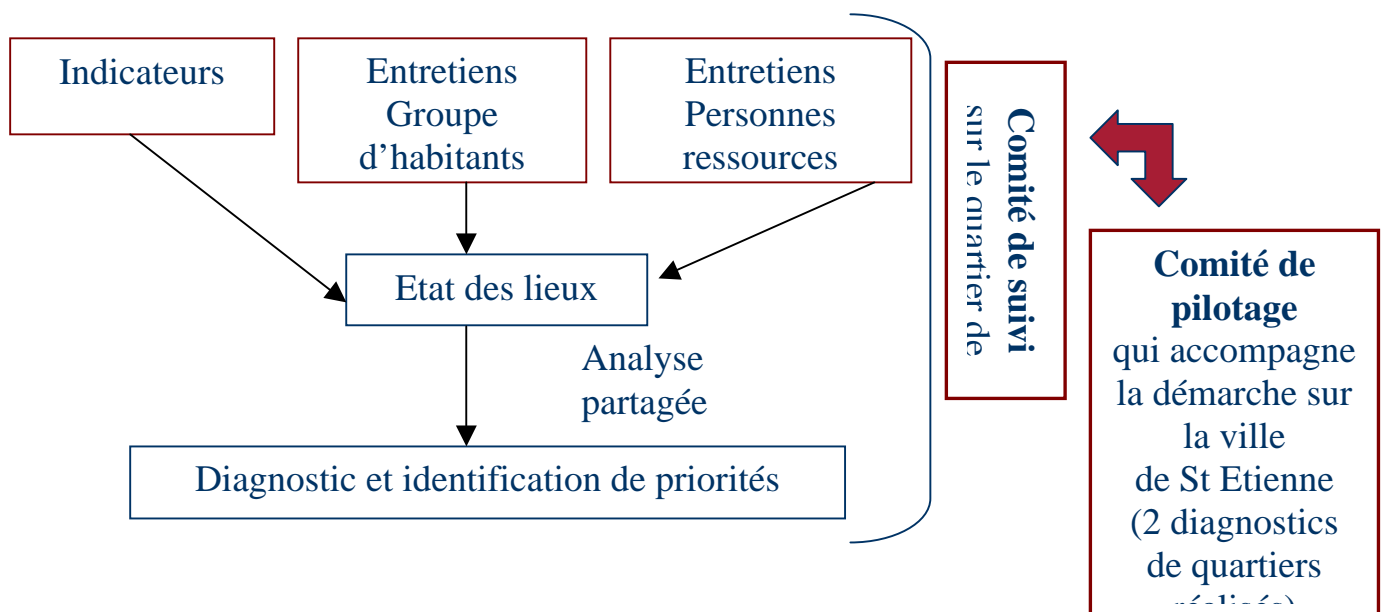 Indicateurs
Entretiens
Groupe
d’habitants
Entretiens
Personnes
ressources
Etat des lieux
Analyse
partagée
Diagnostic et identification de priorités
Comité de suivi
sur le quartier de
Comité de
pilotage
qui accompagne
la démarche sur
la ville
de St Etienne
(2 diagnostics
de quartiers
réalisés)